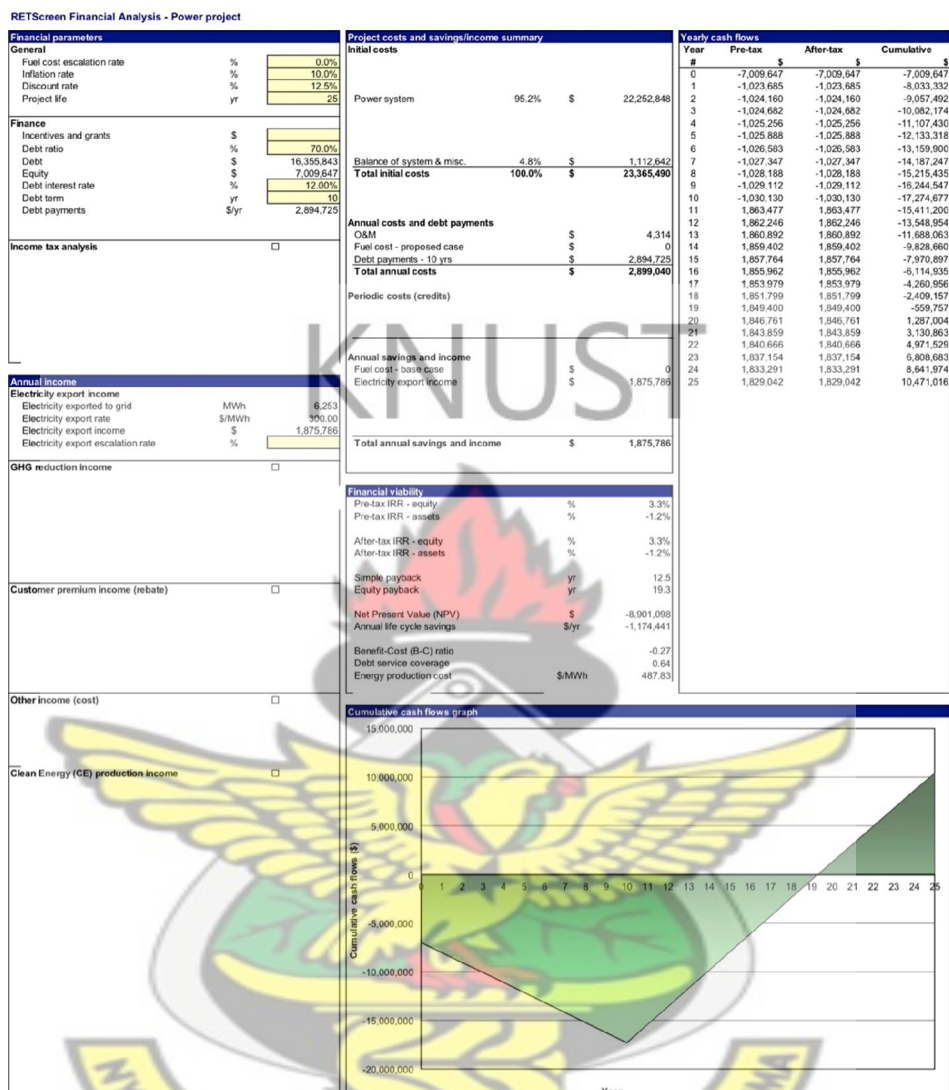 RETScreen Financial Analysis - Power project
Financial parameters
General
Fuel cost escalation rate % 0.0%
Inflation rate % 10.0%
Discount rate % 12.5%
Project life yr 25
Finance
Incentives and grants $
Debt ratio % 70.0%
Debt $ 16,355,843
Equity $ 7,009,647
Debt interest rate % 12.00%
Debt term yr 10
Debt payments $/yr 2,894,725
Income tax analysis
Annual income
Electricity export income
Electricity exported to grid MWh 6,253
Electricity export rate $/MWh 300.00
Electricity export income $ 1,875,786
Electricity export escalation rate %
GHG reduction income
Customer premium income (rebate)
Other income (cost)
Clean Energy (CE) production income
Project costs and savings/income summary
Initial costs
Power system 95.2% $ 22,252,848
Balance of system & misc. 4.8% $ 1,112,642
Total initial costs 100.0% $ 23,365,490
Annual costs and debt payments
O&M $ 4,314
Fuel cost - proposed case $ 0
Debt payments - 10 yrs $ 2,894,725
Total annual costs $ 2,899,040
Periodic costs (credits)
Annual savings and income
Fuel cost - base case $ 0
Electricity export income $ 1,875,786
Total annual savings and income $ 1,875,786
Financial viability
Pre-tax IRR - equity % 3.3%
Pre-tax IRR - assets % -1.2%
After-tax IRR - equity % 3.3%
After-tax IRR - assets % -1.2%
Simple payback yr 12.5
Equity payback yr 19.3
Net Present Value (NPV) $ -8,901,098
Annual life cycle savings $/yr -1,174,441
Benefit-Cost (B-C) ratio -0.27
Debt service coverage 0.64
Energy production cost $/MWh 487.83
Yearly cash flows
Year Pre-tax After-tax Cumulative
# $ $ $
0 -7,009,647 -7,009,647 -7,009,647
1 -1,023,685 -1,023,685 -8,033,332
2 -1,024,160 -1,024,160 -9,057,492
3 -1,024,682 -1,024,682 -10,082,174
4 -1,025,256 -1,025,256 -11,107,430
5 -1,025,888 -1,025,888 -12,133,318
6 -1,026,583 -1,026,583 -13,159,900
7 -1,027,347 -1,027,347 -14,187,247
8 -1,028,188 -1,028,188 -15,215,435
9 -1,029,112 -1,029,112 -16,244,547
10 -1,030,130 -1,030,130 -17,274,677
11 1,863,477 1,863,477 -15,411,200
12 1,862,246 1,862,246 -13,548,954
13 1,860,892 1,860,892 -11,688,063
14 1,859,402 1,859,402 -9,828,660
15 1,857,764 1,857,764 -7,970,897
16 1,855,962 1,855,962 -6,114,935
17 1,853,979 1,853,979 -4,260,956
18 1,851,799 1,851,799 -2,409,157
19 1,849,400 1,849,400 -559,757
20 1,846,761 1,846,761 1,287,004
21 1,843,859 1,843,859 3,130,863
22 1,840,666 1,840,666 4,971,529
23 1,837,154 1,837,154 6,808,683
24 1,833,291 1,833,291 8,641,974
25 1,829,042 1,829,042 10,471,016
KNUST
Cumulative cash flows graph
Cumulative cash flows ($)
15,000,000
10,000,000
5,000,000
0
0 1 2 3 4 5 6 7 8 9 10 11 12 13 14 15 16 17 18 19 20 21 22 23 24 25
-5,000,000
-10,000,000
-15,000,000
-20,000,000